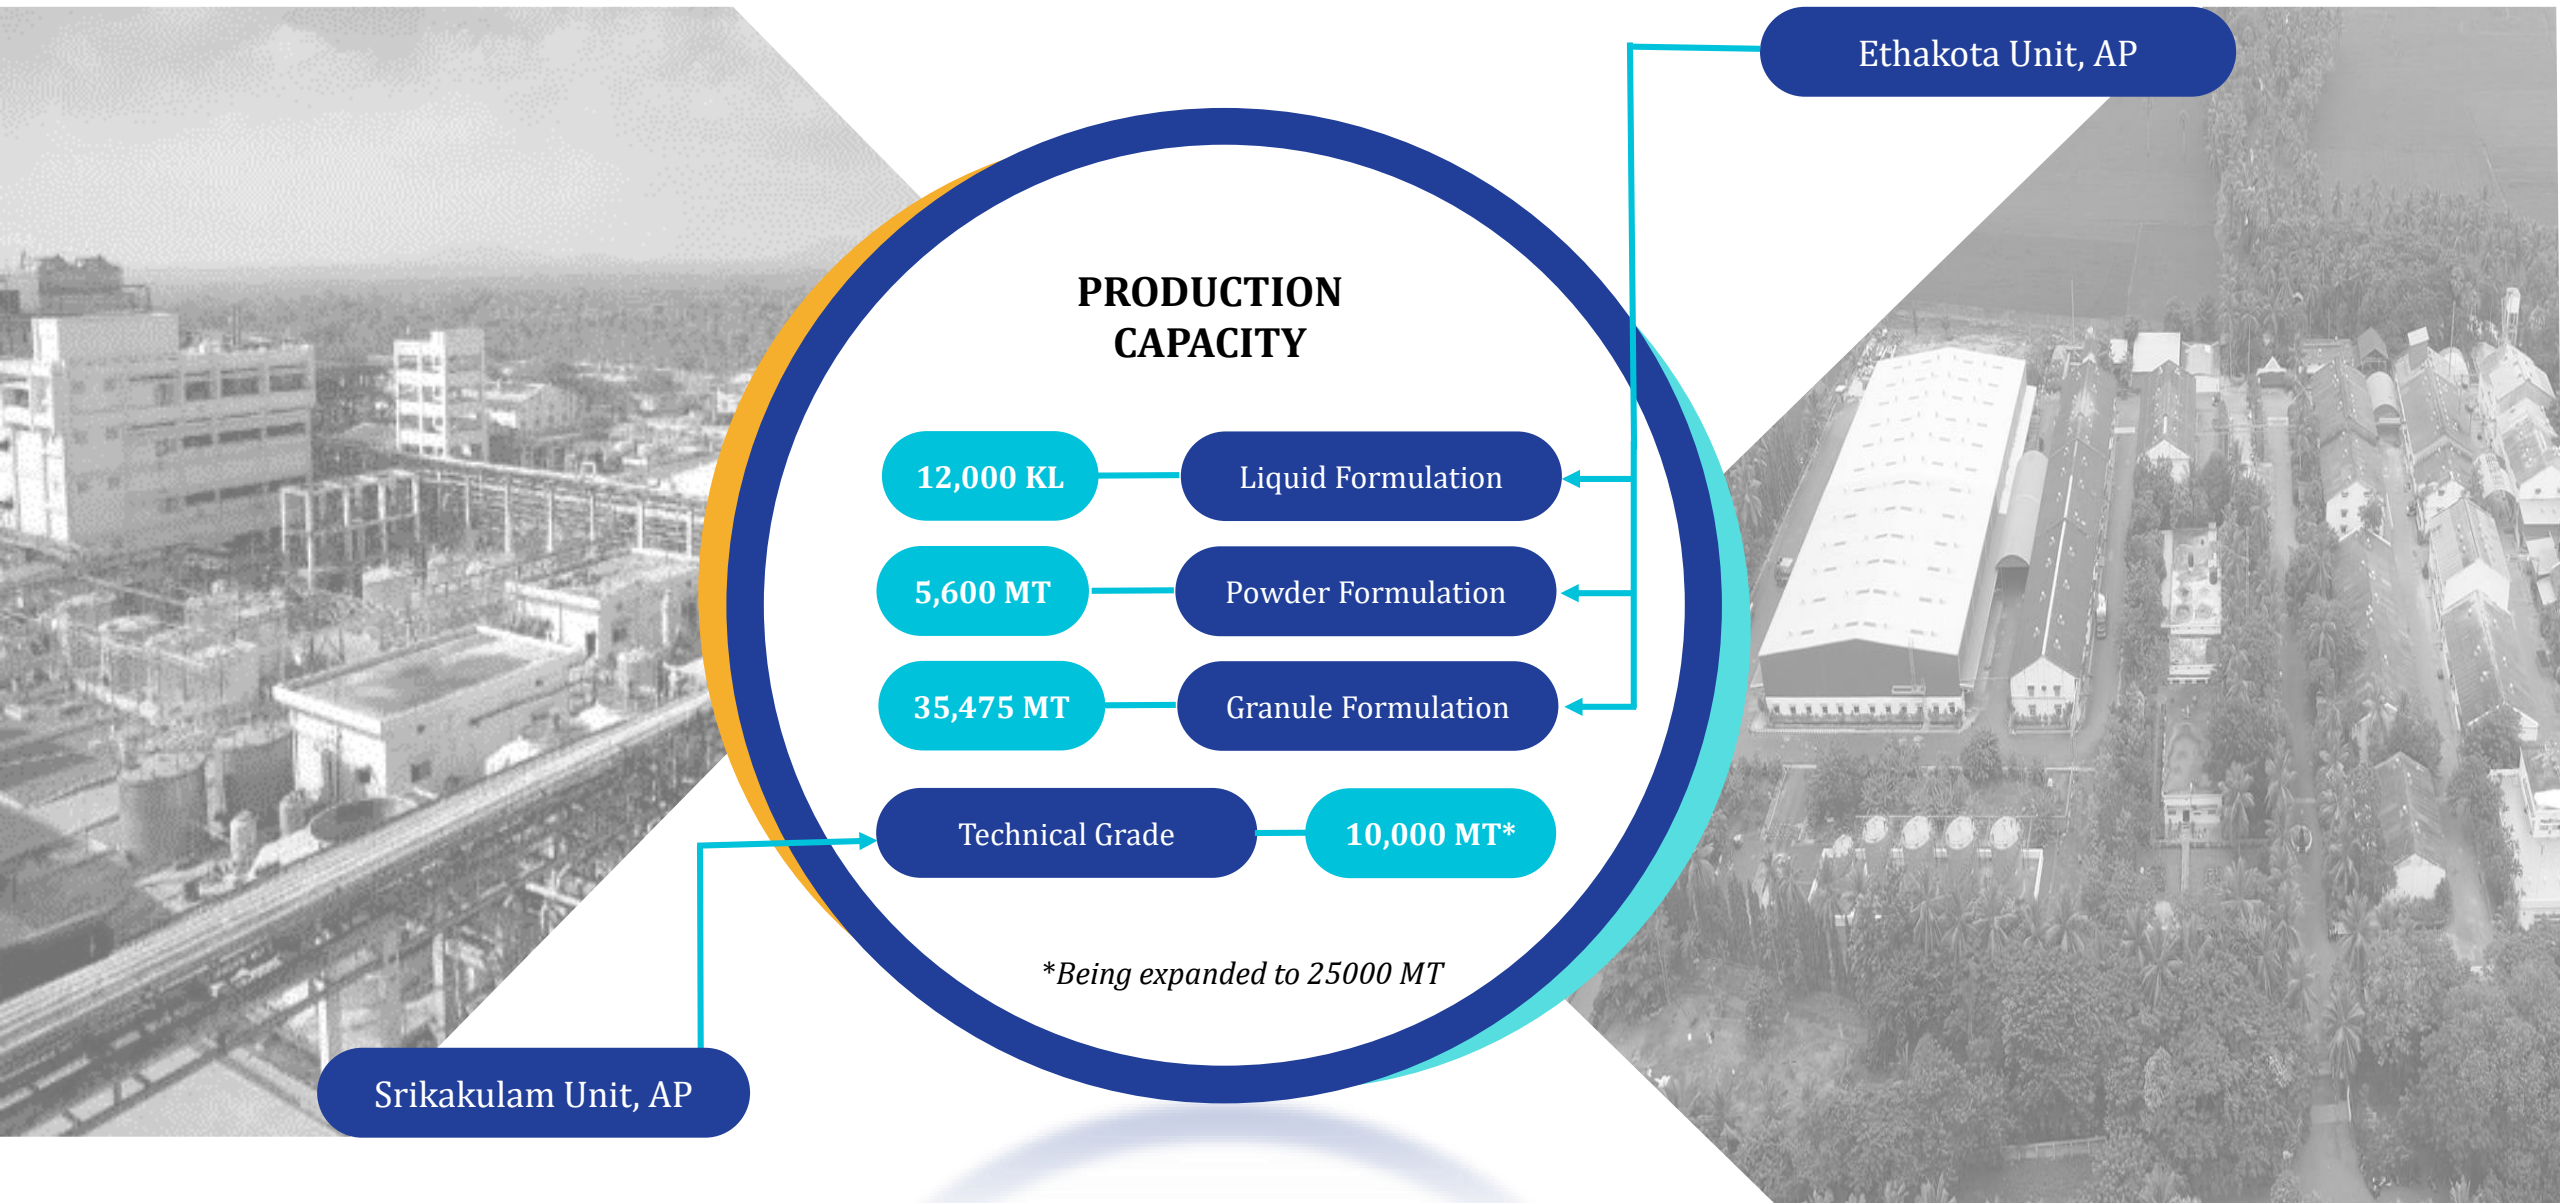 Ethakota Unit, AP
PRODUCTION
CAPACITY
12,000 KL
Liquid Formulation
5,600 MT
Powder Formulation
35,475 MT
Granule Formulation
Technical Grade
10,000 MT*
*Being expanded to 25000 MT
Srikakulam Unit, AP